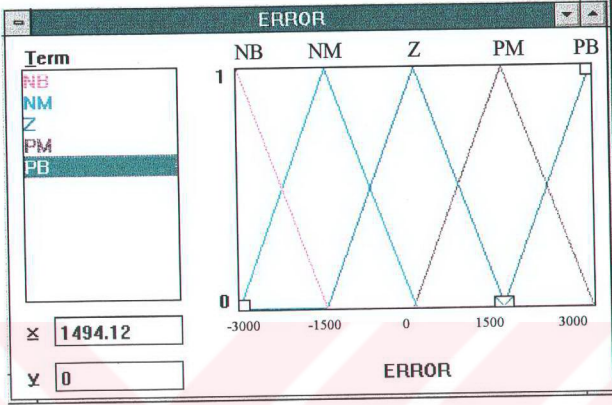 ERROR
Term
NB
NM
Z
PM
PB
NB NM Z PM PB
1
0
-3000 -1500 0 1500 3000
X 1494.12
Y 0
ERROR